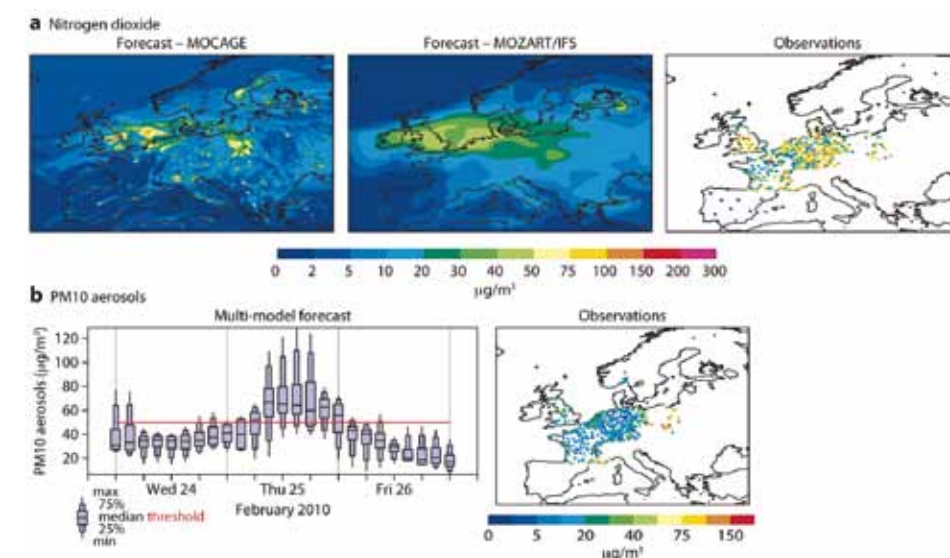 a Nitrogen dioxide
Forecast – MOCAGE
Forecast – MOZART/IFS
Observations
0 2 5 10 20 30 40 50 75 100 150 200 300
µg/m³
b PM10 aerosols
Multi-model forecast
Observations
PM10 aerosols (µg/m³)
120
100
80
60
40
20
Wed 24 Thu 25 Fri 26
February 2010
max
75%
median threshold
25%
min
0 5 20 40 75 150
µg/m³